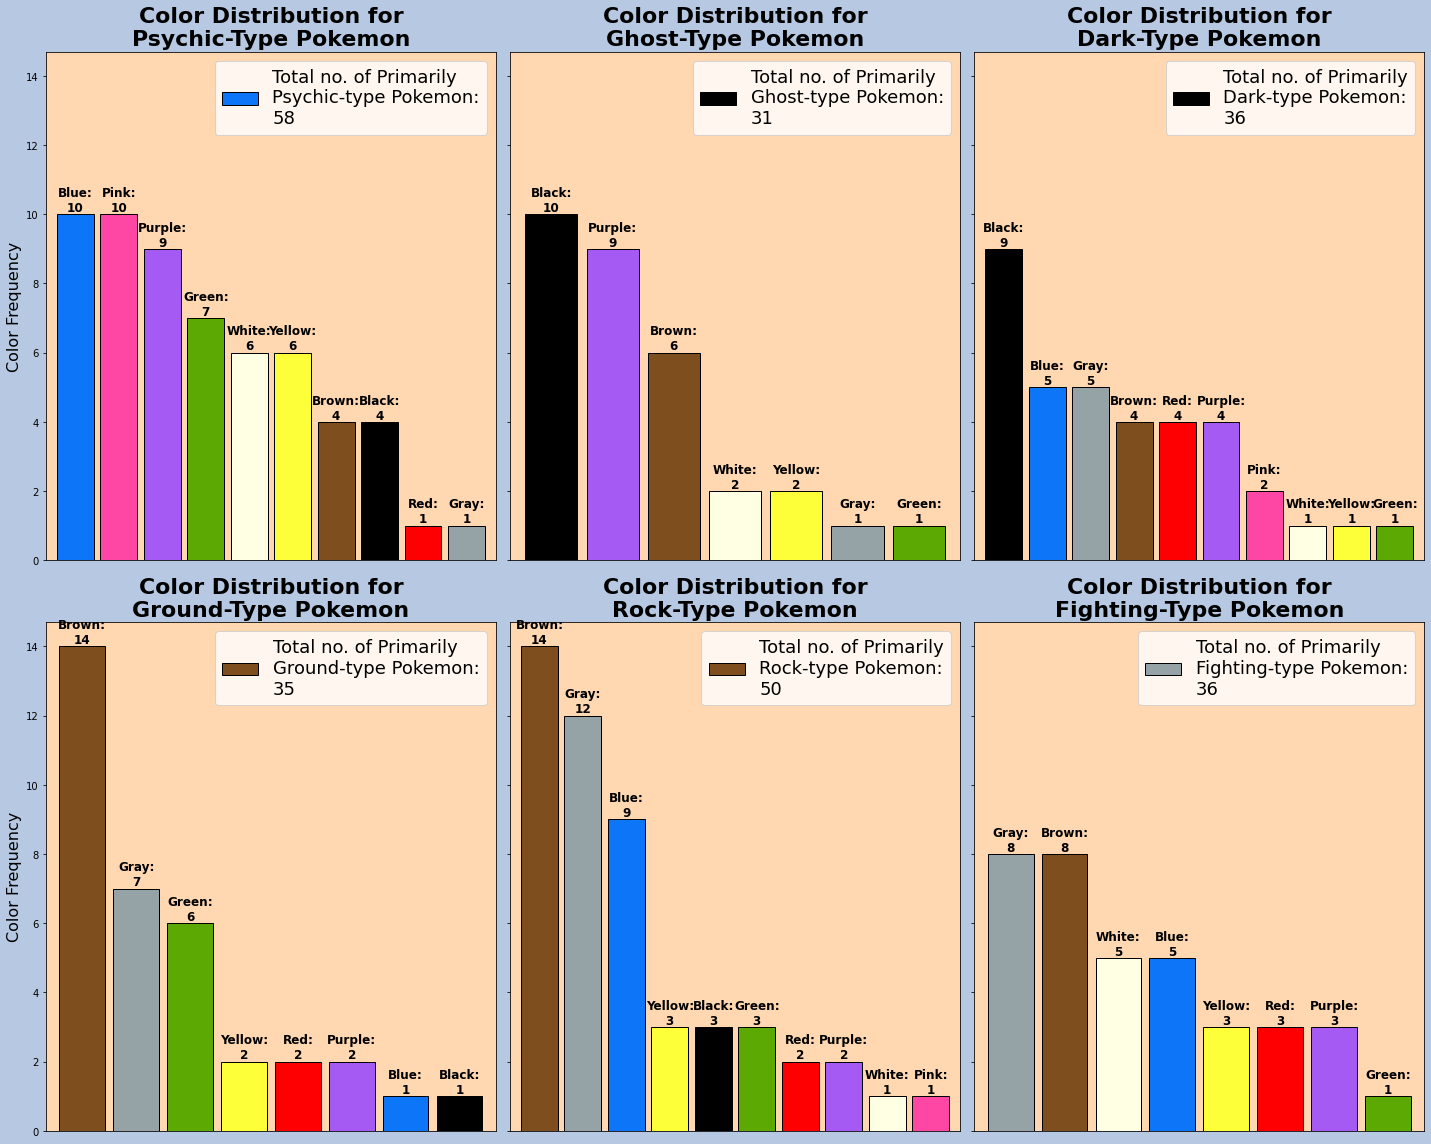 Color Distribution for
Psychic-Type Pokemon
Color Distribution for
Ghost-Type Pokemon
Color Distribution for
Dark-Type Pokemon
Color Frequency
14
12
10
8
6
4
2
0
Total no. of Primarily
Psychic-type Pokemon:
58
Blue:
10
Pink:
10
Purple:
9
Green:
7
White:
6
Yellow:
6
Brown:
4
Black:
4
Red:
1
Gray:
1
Total no. of Primarily
Ghost-type Pokemon:
31
Black:
10
Purple:
9
Brown:
6
White:
2
Yellow:
2
Gray:
1
Green:
1
Total no. of Primarily
Dark-type Pokemon:
36
Black:
9
Blue:
5
Gray:
5
Brown:
4
Red:
4
Purple:
4
Pink:
2
White:
1
Yellow:
1
Green:
1
Color Distribution for
Ground-Type Pokemon
Color Distribution for
Rock-Type Pokemon
Color Distribution for
Fighting-Type Pokemon
Color Frequency
14
12
10
8
6
4
2
0
Total no. of Primarily
Ground-type Pokemon:
35
Brown:
14
Gray:
7
Green:
6
Yellow:
2
Red:
2
Purple:
2
Blue:
1
Black:
1
Total no. of Primarily
Rock-type Pokemon:
50
Brown:
14
Gray:
12
Blue:
9
Yellow:
3
Black:
3
Green:
3
Red:
2
Purple:
2
White:
1
Pink:
1
Total no. of Primarily
Fighting-type Pokemon:
36
Gray:
8
Brown:
8
White:
5
Blue:
5
Yellow:
3
Red:
3
Purple:
3
Green:
1